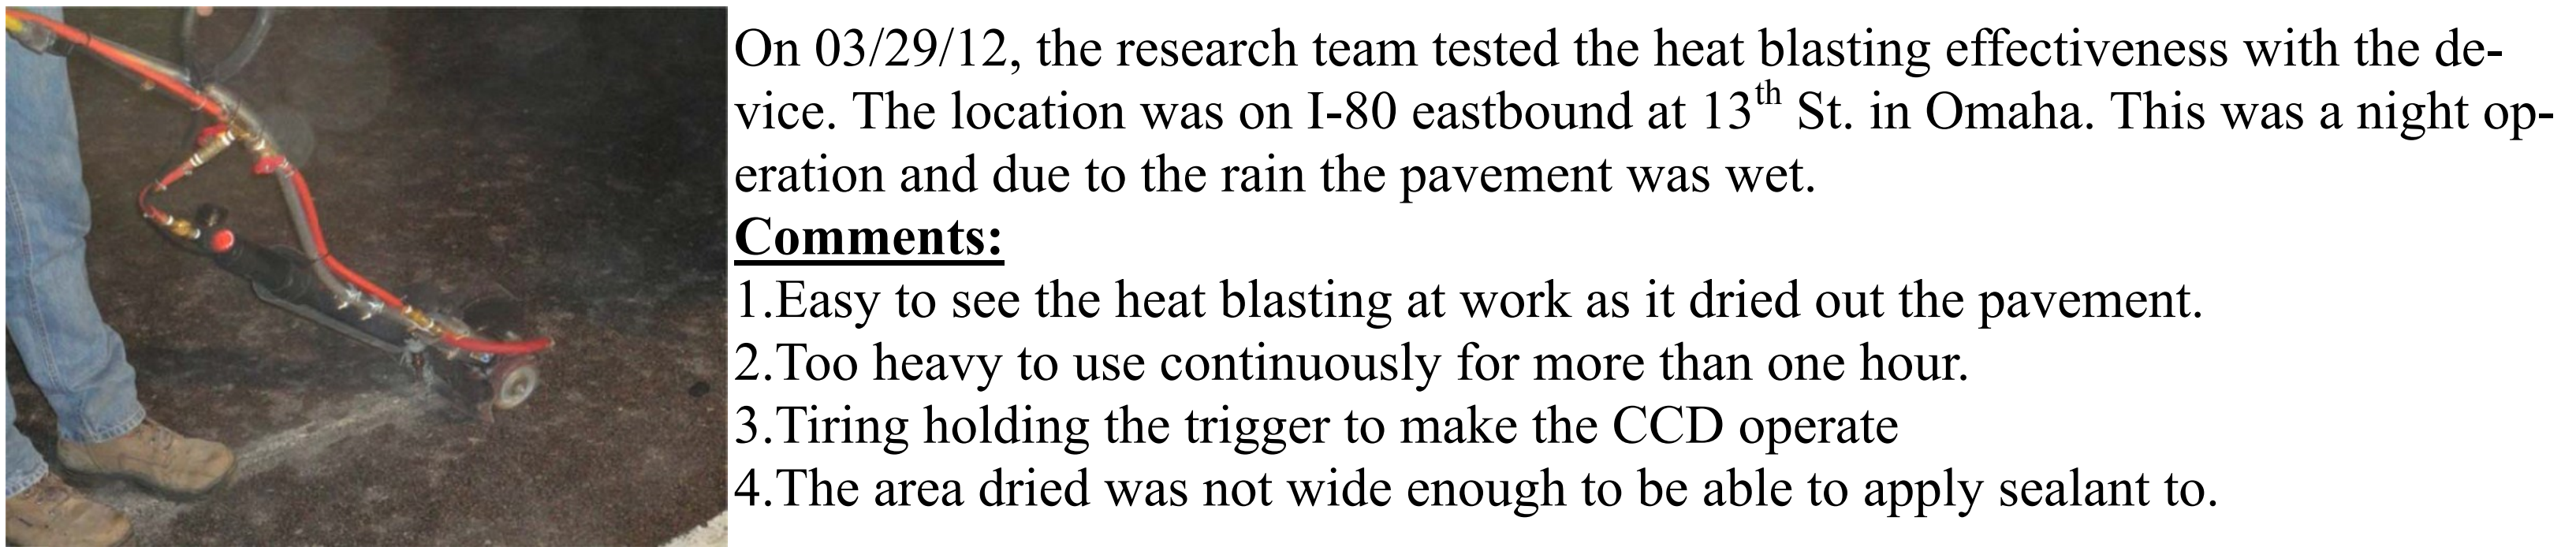 On 03/29/12, the research team tested the heat blasting effectiveness with the de-
vice. The location was on I-80 eastbound at 13th St. in Omaha. This was a night op-
eration and due to the rain the pavement was wet.
Comments:
1.Easy to see the heat blasting at work as it dried out the pavement.
2.Too heavy to use continuously for more than one hour.
3.Tiring holding the trigger to make the CCD operate
4.The area dried was not wide enough to be able to apply sealant to.